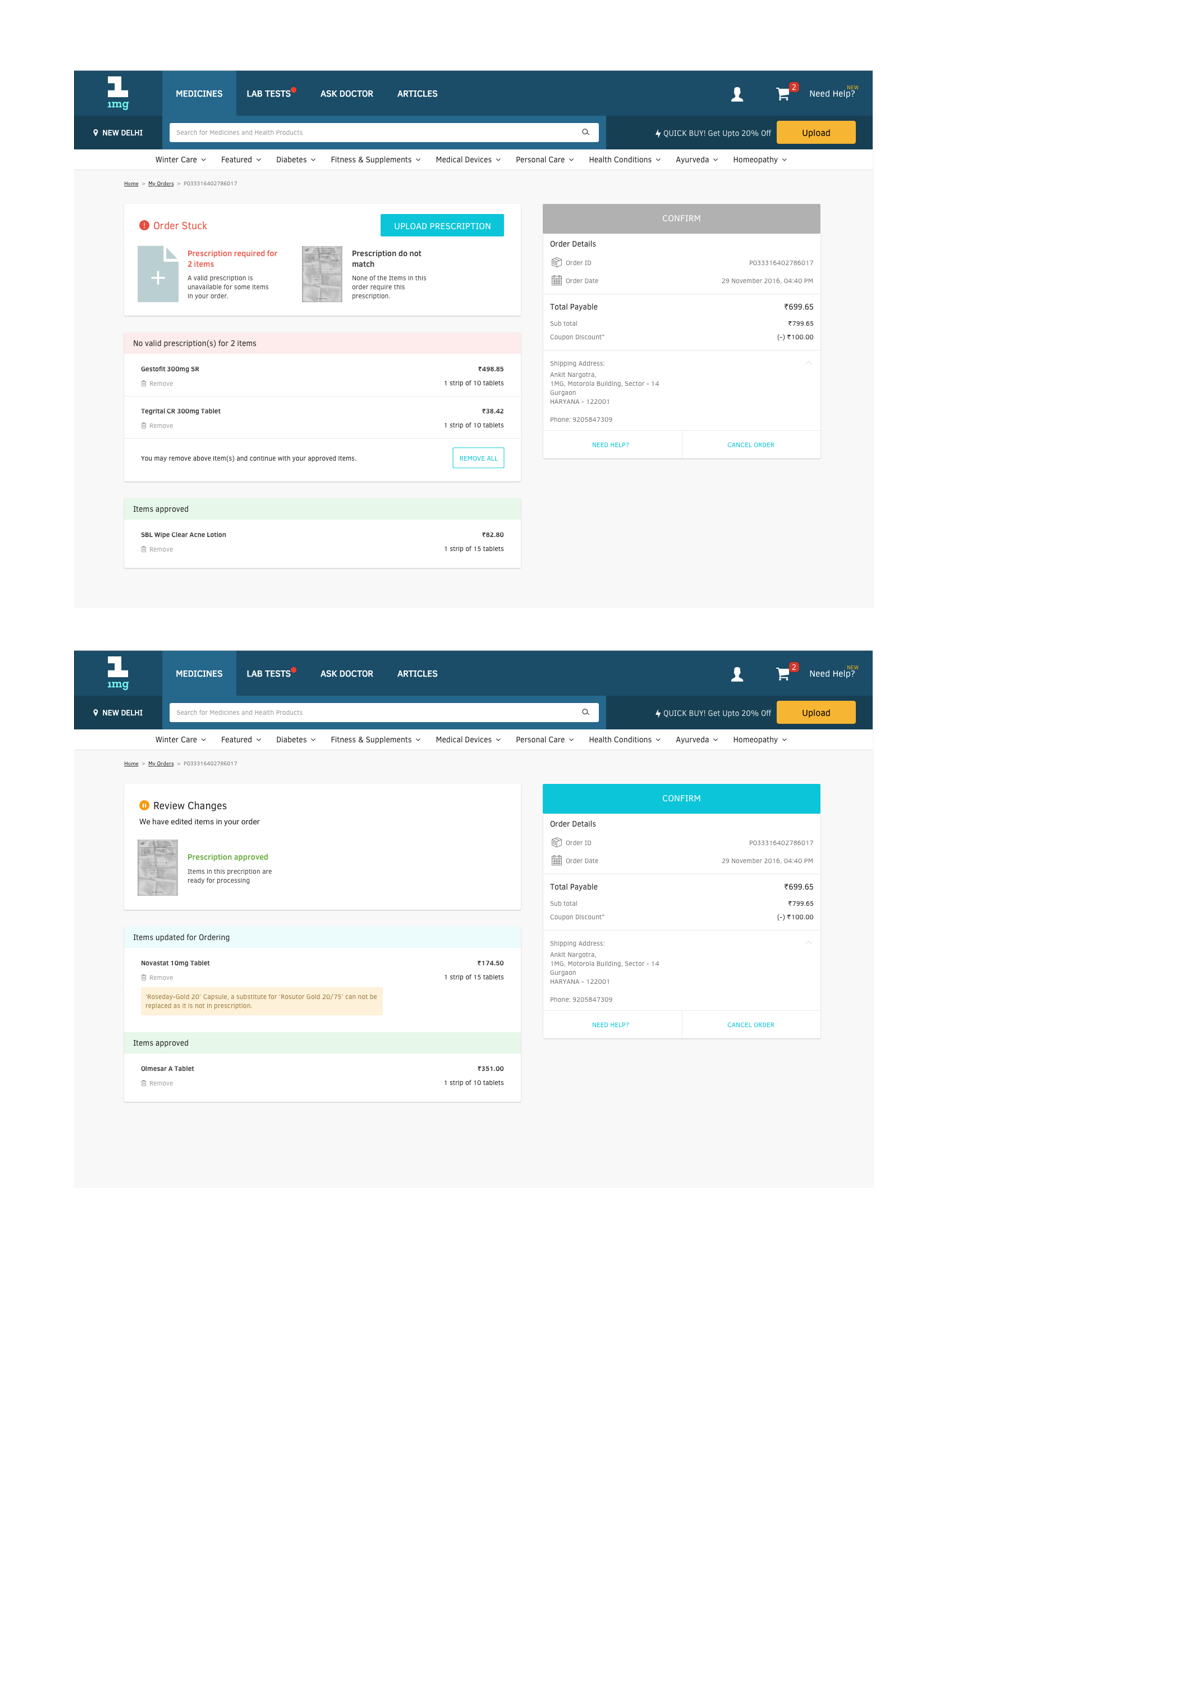 1mg
MEDICINES
LAB TESTS
ASK DOCTOR
ARTICLES
2
NEW
Need Help?
NEW DELHI
Search for Medicines and Health Products
QUICK BUY! Get Upto 20% Off
Upload
Winter Care
Featured
Diabetes
Fitness & Supplements
Medical Devices
Personal Care
Health Conditions
Ayurveda
Homeopathy
Home > My Orders > PO33316402786017
Order Stuck
UPLOAD PRESCRIPTION
Prescription required for
2 items
A valid prescription is
unavailable for some items
in your order.
Prescription do not
match
None of the Items in this
order require this
prescription.
No valid prescription(s) for 2 items
Gestofit 300mg SR
₹498.85
Remove
1 strip of 10 tablets
Tegrital CR 300mg Tablet
₹38.42
Remove
1 strip of 10 tablets
You may remove above item(s) and continue with your approved items.
REMOVE ALL
Items approved
SBL Wipe Clear Acne Lotion
₹82.80
Remove
1 strip of 15 tablets
CONFIRM
Order Details
Order ID
PO33316402786017
Order Date
29 November 2016, 04:40 PM
Total Payable
₹699.65
Sub total
₹799.65
Coupon Discount*
(-) ₹100.00
Shipping Address:
Ankit Nargotra,
1MG, Motorola Building, Sector - 14
Gurgaon
HARYANA - 122001
Phone: 9205847309
NEED HELP?
CANCEL ORDER
1mg
MEDICINES
LAB TESTS
ASK DOCTOR
ARTICLES
2
NEW
Need Help?
NEW DELHI
Search for Medicines and Health Products
QUICK BUY! Get Upto 20% Off
Upload
Winter Care
Featured
Diabetes
Fitness & Supplements
Medical Devices
Personal Care
Health Conditions
Ayurveda
Homeopathy
Home > My Orders > PO33316402786017
Review Changes
We have edited items in your order
Prescription approved
Items in this precription are
ready for processing
Items updated for Ordering
Novastat 10mg Tablet
₹174.50
Remove
1 strip of 15 tablets
'Roseday-Gold 20' Capsule, a substitute for 'Rosutor Gold 20/75' can not be
replaced as it is not in prescription.
Items approved
Olmesar A Tablet
₹351.00
Remove
1 strip of 10 tablets
CONFIRM
Order Details
Order ID
PO33316402786017
Order Date
29 November 2016, 04:40 PM
Total Payable
₹699.65
Sub total
₹799.65
Coupon Discount*
(-) ₹100.00
Shipping Address:
Ankit Nargotra,
1MG, Motorola Building, Sector - 14
Gurgaon
HARYANA - 122001
Phone: 9205847309
NEED HELP?
CANCEL ORDER